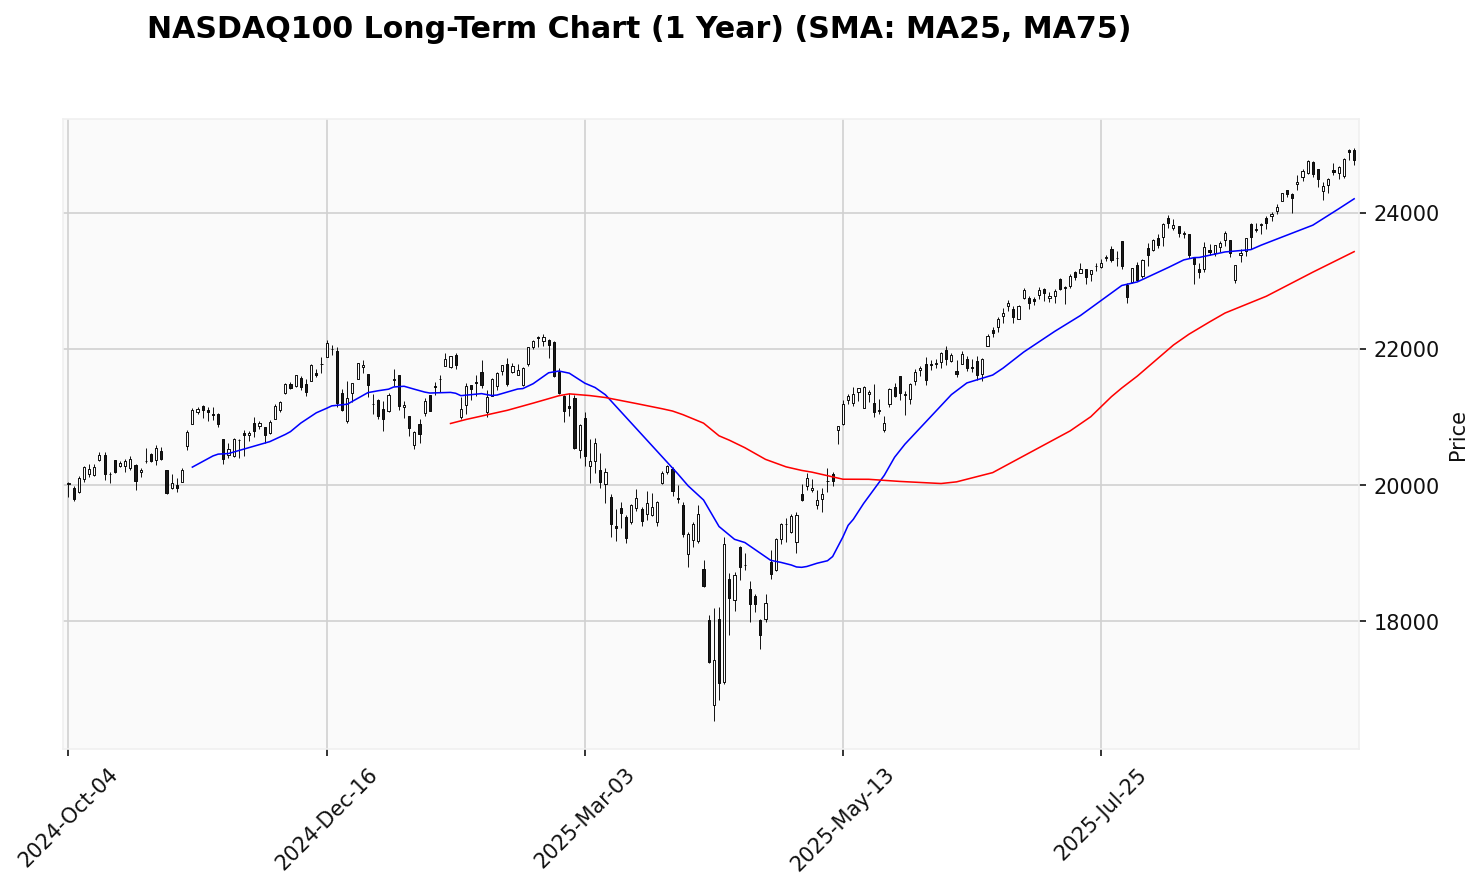 NASDAQ100 Long-Term Chart (1 Year) (SMA: MA25, MA75)
24000
22000
20000
18000
Price
2024-Oct-04
2024-Dec-16
2025-Mar-03
2025-May-13
2025-Jul-25